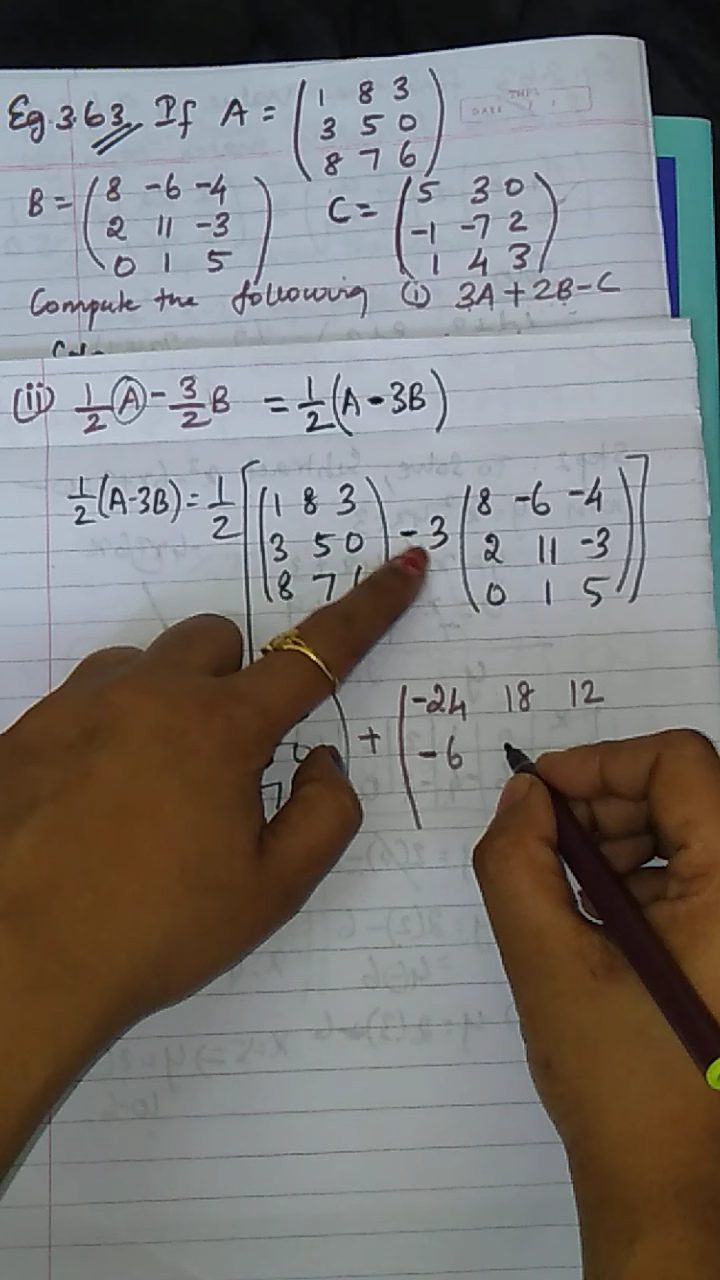 Eg 3.63. If A = (1 8 3
3 5 0
8 7 6)
B = (8 -6 -4
2 11 -3
0 1 5) C = (5 3 0
-1 -7 2
1 4 3)
Compute the following (i) 3A + 2B - C
(ii) 1/2 A - 3/2 B = 1/2 (A - 3B)
1/2 (A-3B) = 1/2 [(1 8 3
3 5 0
8 7) - 3 (8 -6 -4
2 11 -3
0 1 5)]
+ (-24 18 12
-6